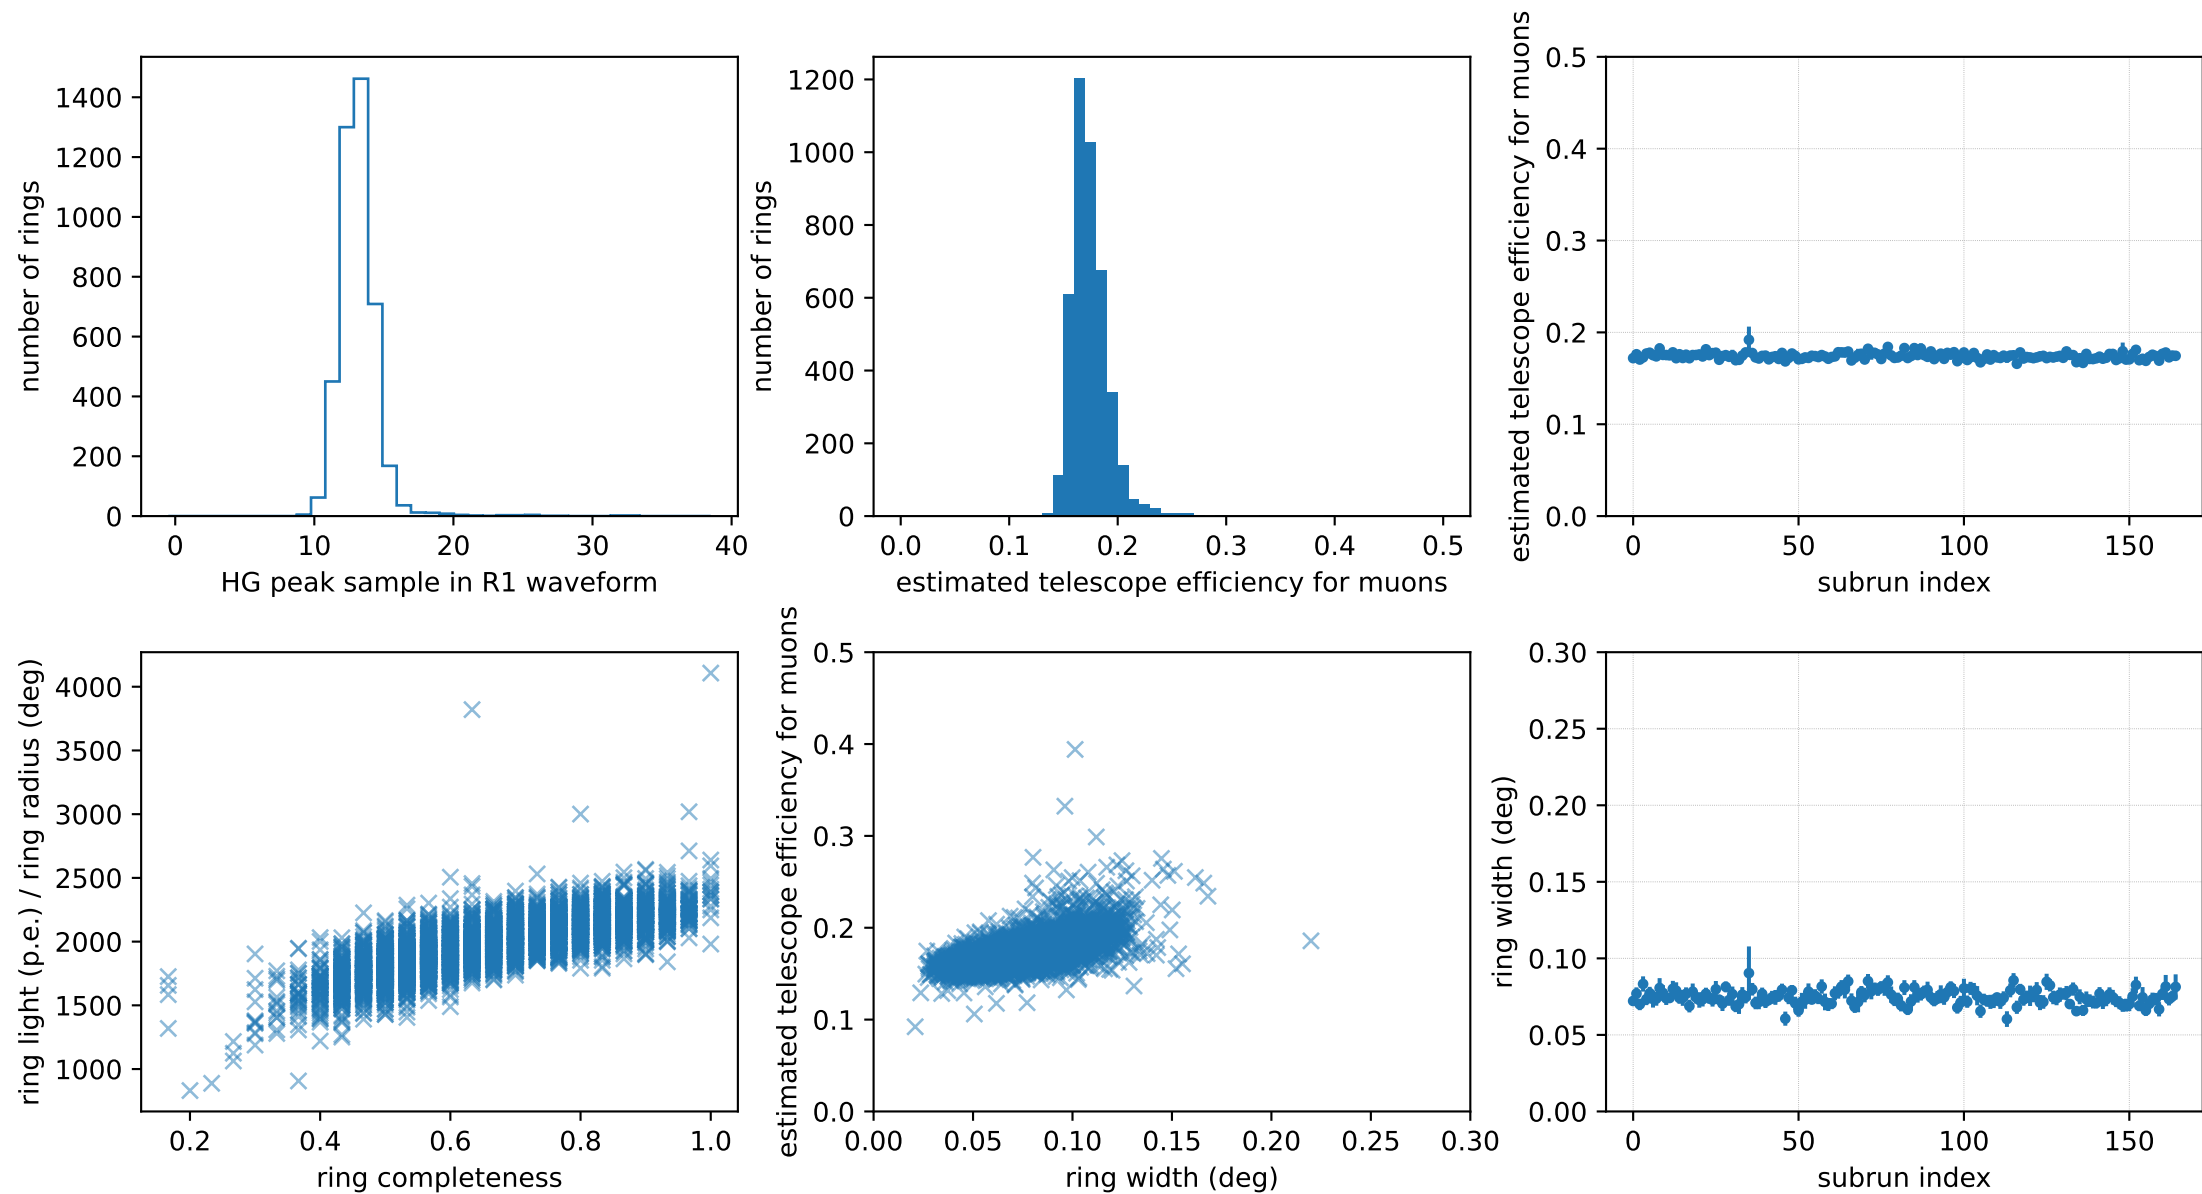 1400
1200
1000
800
600
400
200
0
number of rings
0 10 20 30 40
HG peak sample in R1 waveform
1200
1000
800
600
400
200
0
number of rings
0.0 0.1 0.2 0.3 0.4 0.5
estimated telescope efficiency for muons
0.5
0.4
0.3
0.2
0.1
0.0
estimated telescope efficiency for muons
0 50 100 150
subrun index
4000
3500
3000
2500
2000
1500
1000
ring light (p.e.) / ring radius (deg)
0.2 0.4 0.6 0.8 1.0
ring completeness
0.5
0.4
0.3
0.2
0.1
0.0
estimated telescope efficiency for muons
0.00 0.05 0.10 0.15 0.20 0.25 0.30
ring width (deg)
0.30
0.25
0.20
0.15
0.10
0.05
0.00
ring width (deg)
0 50 100 150
subrun index